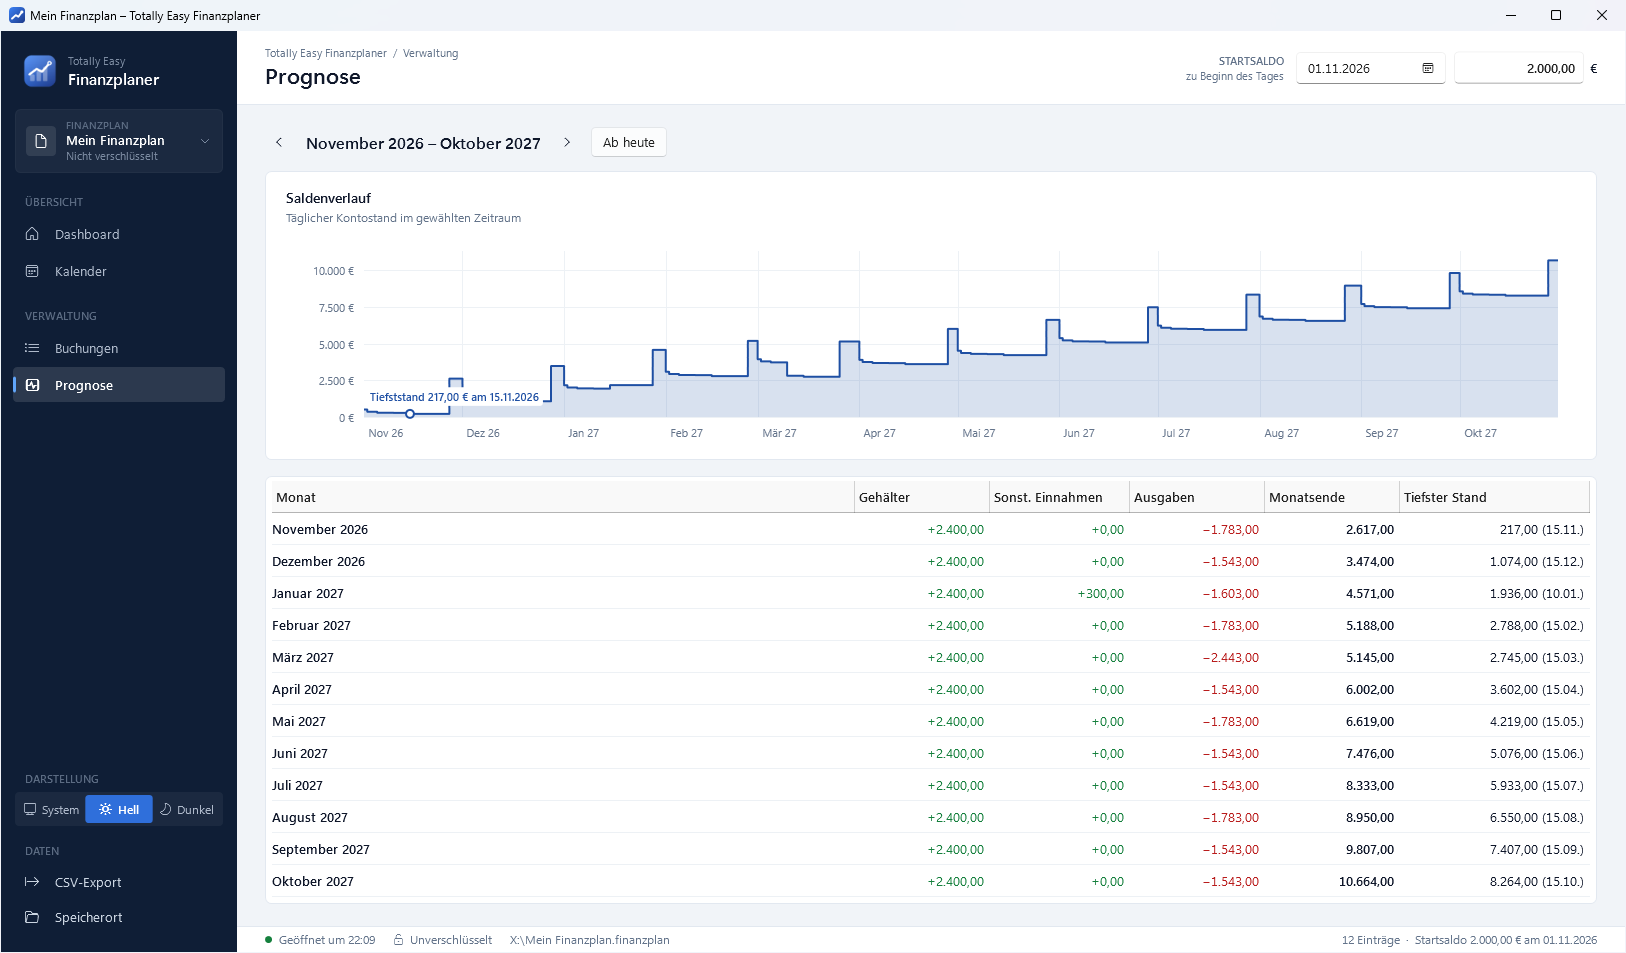 Mein Finanzplan – Totally Easy Finanzplaner
Totally Easy
Finanzplaner
FINANZPLAN
Mein Finanzplan
Nicht verschlüsselt
ÜBERSICHT
Dashboard
Kalender
VERWALTUNG
Buchungen
Prognose
DARSTELLUNG
System Hell Dunkel
DATEN
CSV-Export
Speicherort
Totally Easy Finanzplaner / Verwaltung
Prognose
STARTSALDO
zu Beginn des Tages
01.11.2026
2.000,00 €
November 2026 – Oktober 2027
Ab heute
Saldenverlauf
Täglicher Kontostand im gewählten Zeitraum
10.000 €
7.500 €
5.000 €
2.500 €
0 €
Tiefststand 217,00 € am 15.11.2026
Nov 26 Dez 26 Jan 27 Feb 27 Mär 27 Apr 27 Mai 27 Jun 27 Jul 27 Aug 27 Sep 27 Okt 27
Monat Gehälter Sonst. Einnahmen Ausgaben Monatsende Tiefster Stand
November 2026 +2.400,00 +0,00 −1.783,00 2.617,00 217,00 (15.11.)
Dezember 2026 +2.400,00 +0,00 −1.543,00 3.474,00 1.074,00 (15.12.)
Januar 2027 +2.400,00 +300,00 −1.603,00 4.571,00 1.936,00 (10.01.)
Februar 2027 +2.400,00 +0,00 −1.783,00 5.188,00 2.788,00 (15.02.)
März 2027 +2.400,00 +0,00 −2.443,00 5.145,00 2.745,00 (15.03.)
April 2027 +2.400,00 +0,00 −1.543,00 6.002,00 3.602,00 (15.04.)
Mai 2027 +2.400,00 +0,00 −1.783,00 6.619,00 4.219,00 (15.05.)
Juni 2027 +2.400,00 +0,00 −1.543,00 7.476,00 5.076,00 (15.06.)
Juli 2027 +2.400,00 +0,00 −1.543,00 8.333,00 5.933,00 (15.07.)
August 2027 +2.400,00 +0,00 −1.783,00 8.950,00 6.550,00 (15.08.)
September 2027 +2.400,00 +0,00 −1.543,00 9.807,00 7.407,00 (15.09.)
Oktober 2027 +2.400,00 +0,00 −1.543,00 10.664,00 8.264,00 (15.10.)
Geöffnet um 22:09 Unverschlüsselt X:\Mein Finanzplan.finanzplan
12 Einträge · Startsaldo 2.000,00 € am 01.11.2026